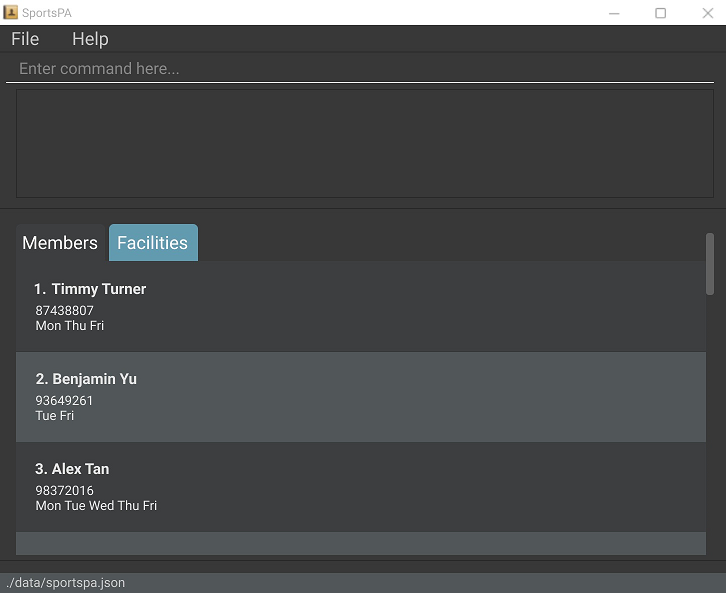 SportsPA
File Help
Enter command here...
Members Facilities
1. Timmy Turner
87438807
Mon Thu Fri
2. Benjamin Yu
93649261
Tue Fri
3. Alex Tan
98372016
Mon Tue Wed Thu Fri
./data/sportspa.json